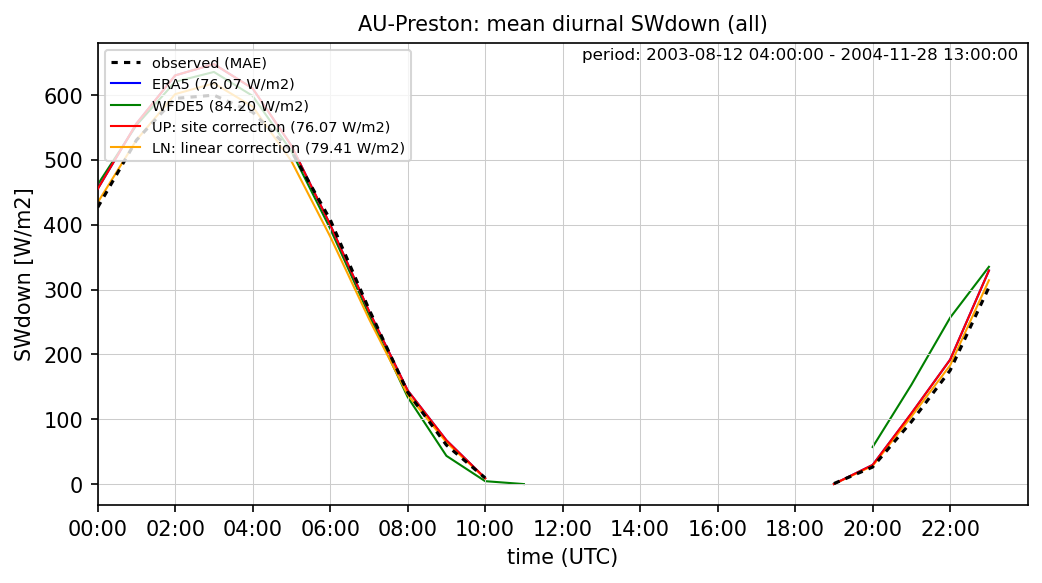 AU-Preston: mean diurnal SWdown (all)
period: 2003-08-12 04:00:00 - 2004-11-28 13:00:00
observed (MAE)
ERA5 (76.07 W/m2)
WFDE5 (84.20 W/m2)
UP: site correction (76.07 W/m2)
LN: linear correction (79.41 W/m2)
SWdown [W/m2]
600
500
400
300
200
100
0
00:00 02:00 04:00 06:00 08:00 10:00 12:00 14:00 16:00 18:00 20:00 22:00
time (UTC)